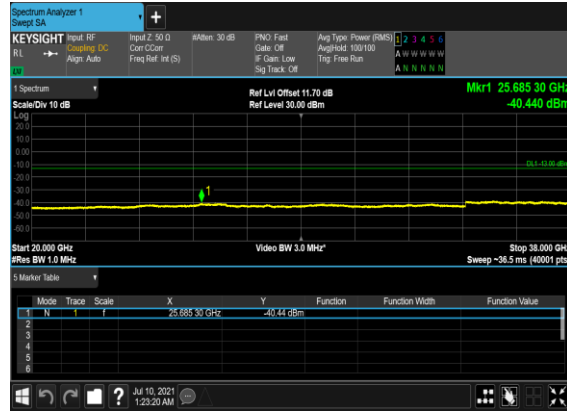 Spectrum Analyzer 1
Swept SA
+
KEYSIGHT Input: RF Input Z: 50 Ω #Atten: 30 dB PNO: Fast Avg Type: Power (RMS) 1 2 3 4 5 6
RL Coupling: DC Corr CCorr Gate: Off Avg|Hold: 100/100 A W W W W W
Align: Auto Freq Ref: Int (S) IF Gain: Low Trig: Free Run
Sig Track: Off A N N N N N
1 Spectrum Ref Lvl Offset 11.70 dB Mkr1 25.685 30 GHz
Scale/Div 10 dB Ref Level 30.00 dBm -40.440 dBm
Log
20.0
10.0
0.00
-10.0
DL1 -13.00 dBm
-20.0
-30.0
1
-40.0
-50.0
-60.0
Start 20.000 GHz Video BW 3.0 MHz* Stop 38.000 GHz
#Res BW 1.0 MHz Sweep ~36.5 ms (40001 pts)
5 Marker Table
Mode Trace Scale X Y Function Function Width Function Value
1 N 1 f 25.685 30 GHz -40.44 dBm
2
3
4
5
6
? Jul 10, 2021
1:23:20 AM